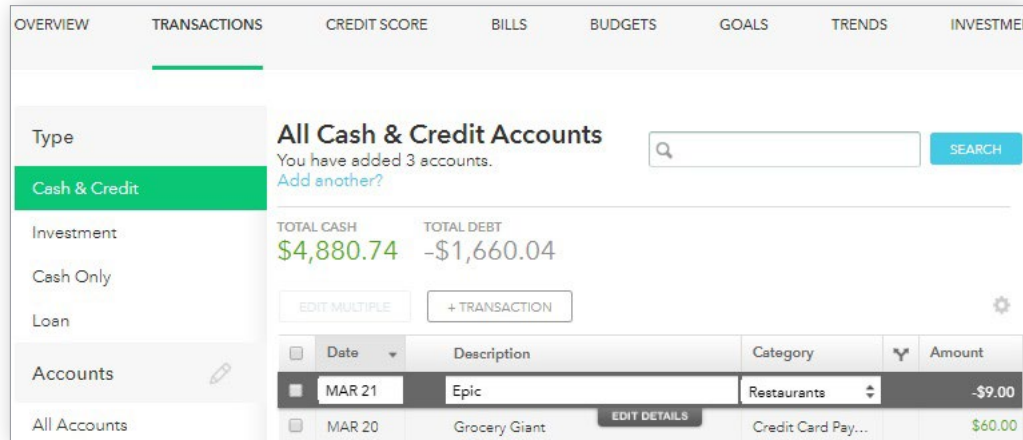 OVERVIEW TRANSACTIONS CREDIT SCORE BILLS BUDGETS GOALS TRENDS INVESTME
Type
Cash & Credit
Investment
Cash Only
Loan
Accounts
All Accounts
All Cash & Credit Accounts
You have added 3 accounts.
Add another?
SEARCH
TOTAL CASH TOTAL DEBT
$4,880.74 -$1,660.04
EDIT MULTIPLE + TRANSACTION
Date Description Category Amount
MAR 21 Epic Restaurants -$9.00
EDIT DETAILS
MAR 20 Grocery Giant Credit Card Pay... $60.00